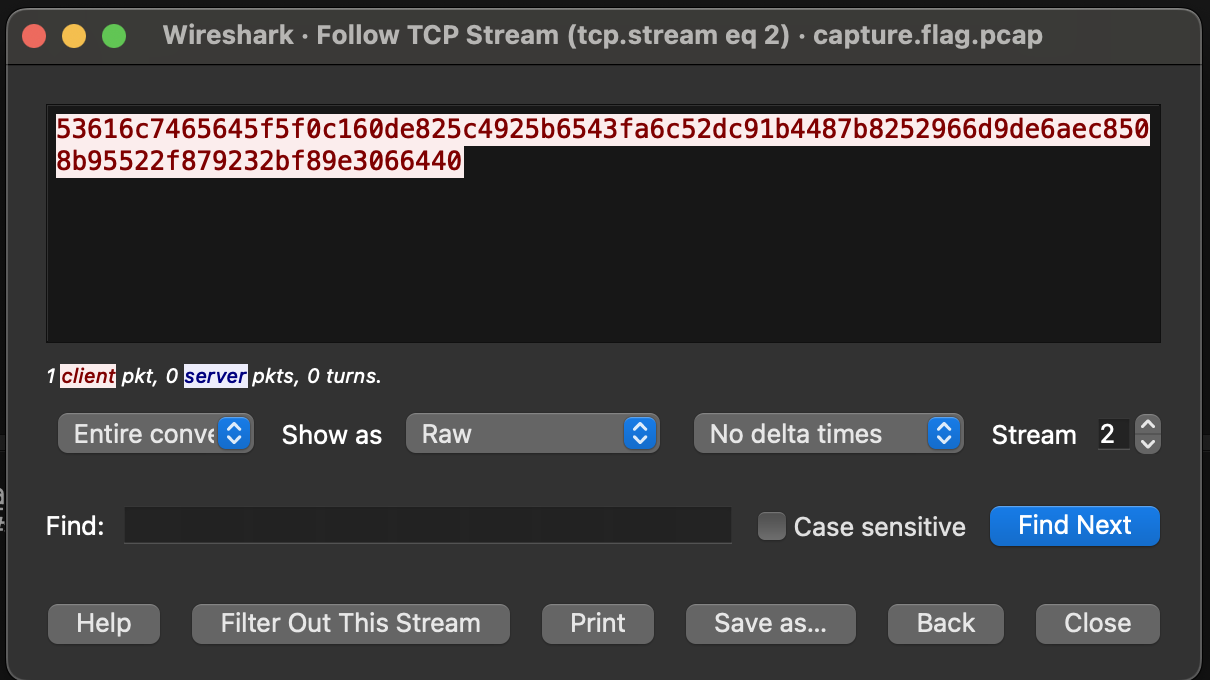 Wireshark · Follow TCP Stream (tcp.stream eq 2) · capture.flag.pcap
53616c7465645f5f0c160de825c4925b6543fa6c52dc91b4487b8252966d9de6aec850
8b95522f879232bf89e3066440
1 client pkt, 0 server pkts, 0 turns.
Entire conve Show as Raw No delta times Stream 2
Find: Case sensitive Find Next
Help Filter Out This Stream Print Save as... Back Close